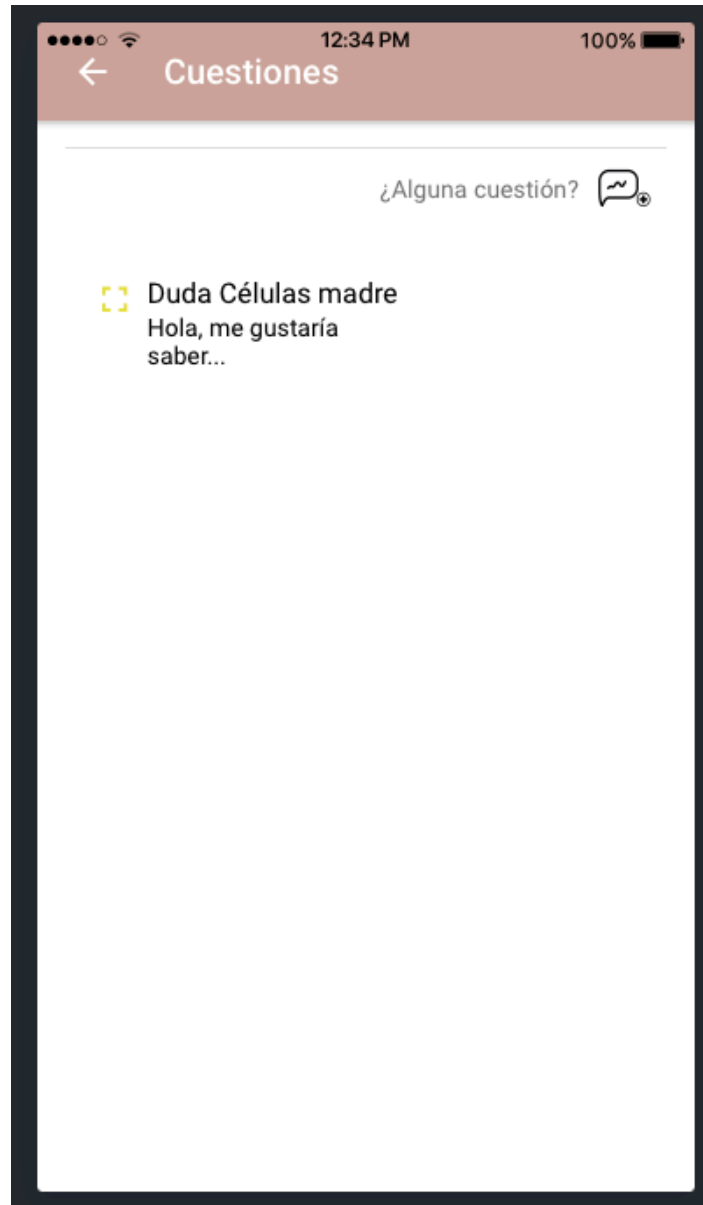 12:34 PM 100%
Cuestiones
¿Alguna cuestión?
Duda Células madre
Hola, me gustaría
saber...